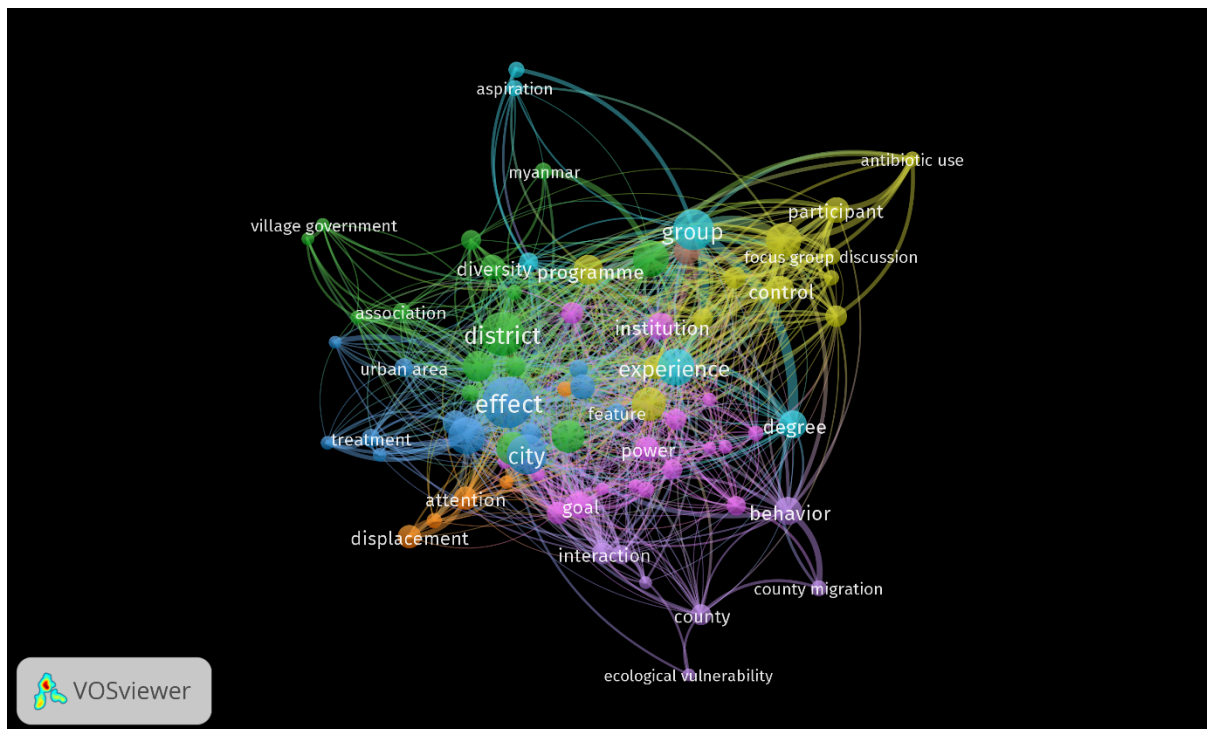 aspiration
antibiotic use
myanmar
participant
village government
group
focus group discussion
diversity
programme
control
association
institution
district
urban area
experience
effect
feature
degree
treatment
power
city
attention
goal
behavior
displacement
interaction
county migration
county
ecological vulnerability
VOSviewer